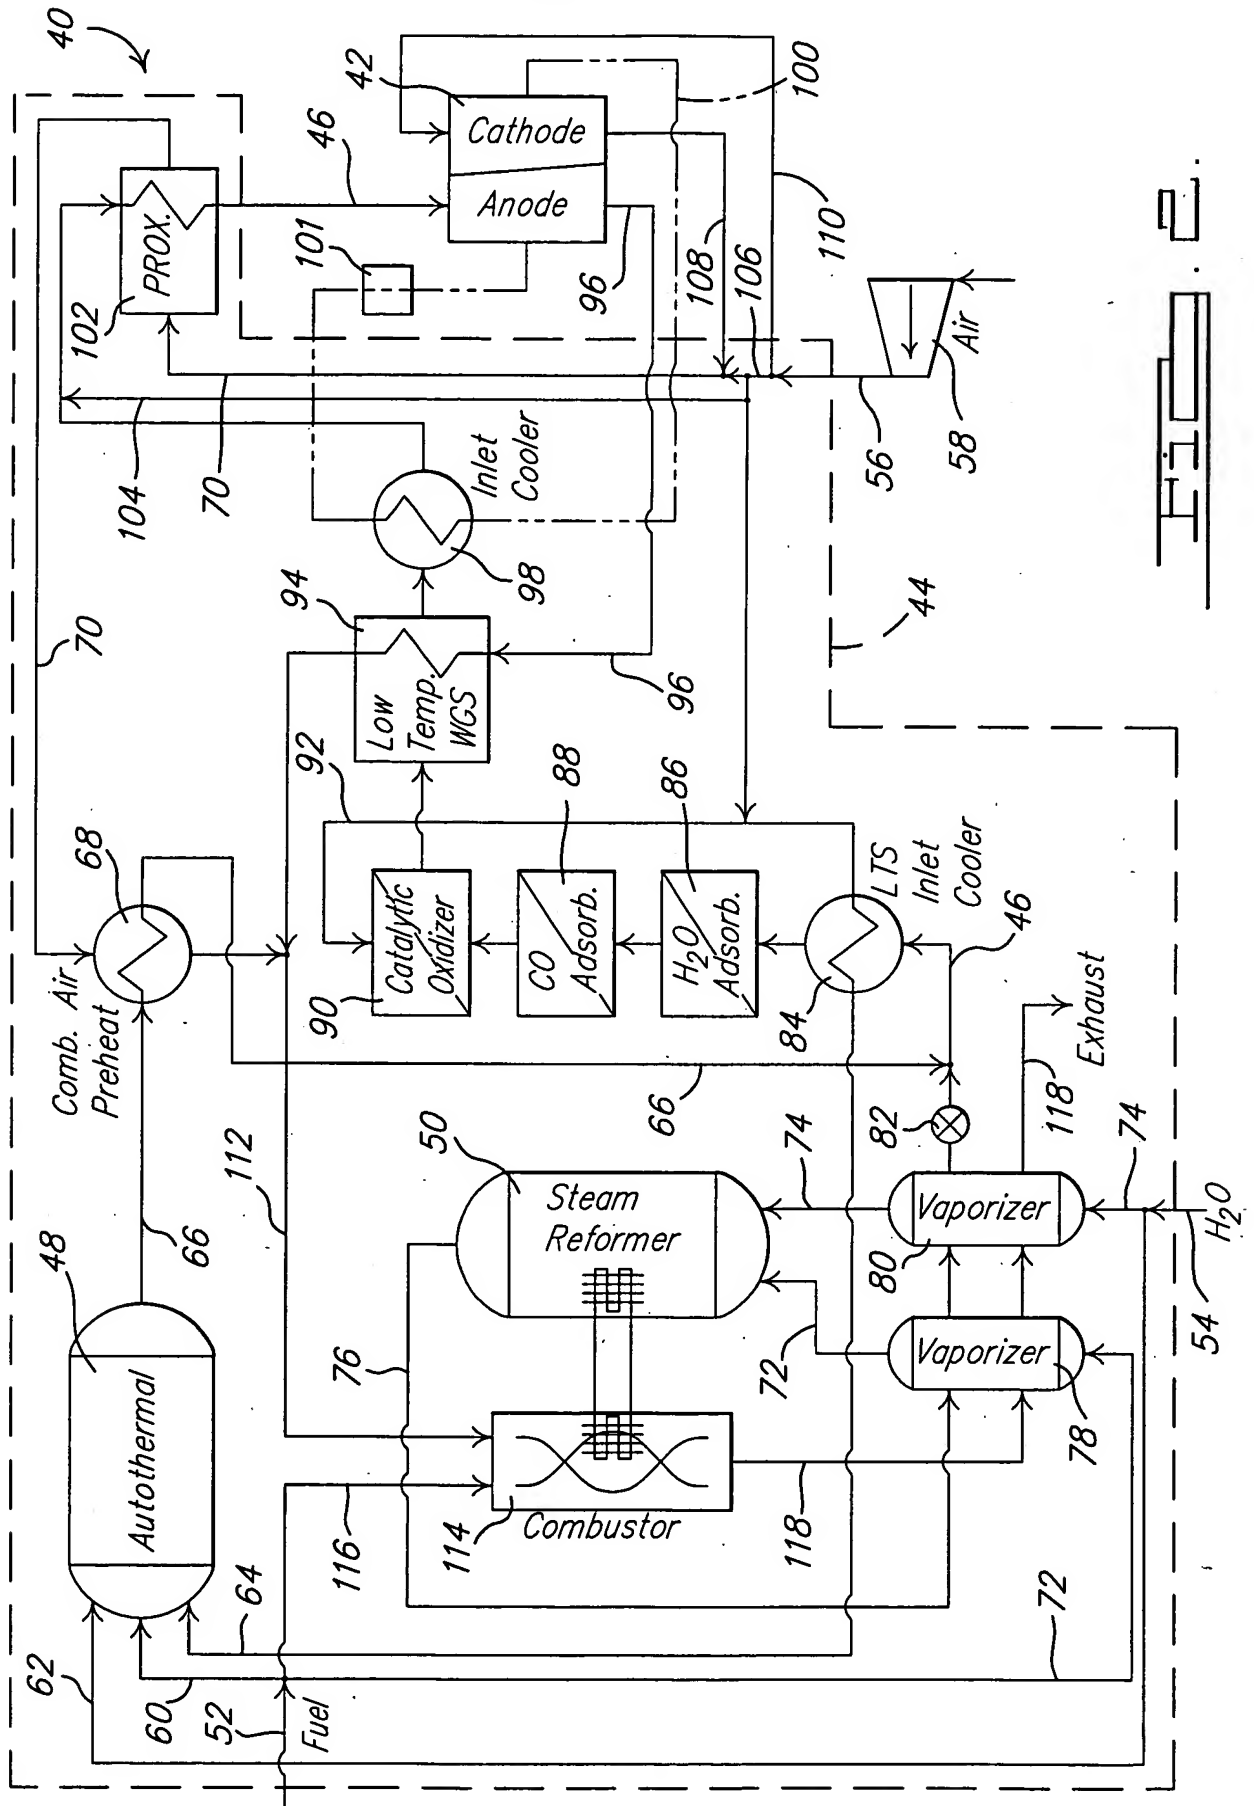 62
48
66
Comb. Air
Preheat
68
70
40
Autothermal
60
64
52
Fuel
112
102
PROX.
104
70
46
101
116
76
90
Catalytic
Oxidizer
92
94
Low
Temp.
WGS
Inlet
Cooler
98
42
Anode
Cathode
96
114
Combustor
50
Steam
Reformer
CO
Adsorb.
88
H₂O
Adsorb.
86
66
84
LTS
Inlet
Cooler
96
108
106
110
100
118
72
74
82
46
80
Vaporizer
Vaporizer
78
56
58
Air
44
72
118
Exhaust
74
54
H₂O